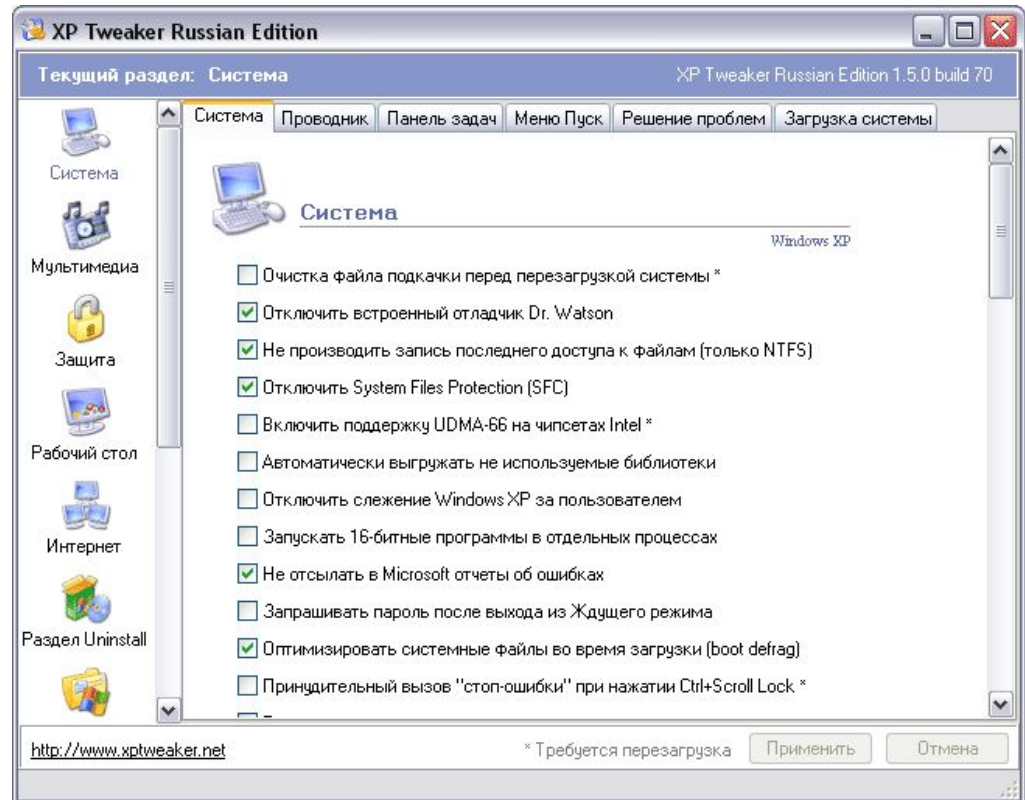 XP Tweaker Russian Edition
Текущий раздел: Система XP Tweaker Russian Edition 1.5.0 build 70
Система Проводник Панель задач Меню Пуск Решение проблем Загрузка системы
Система
Мультимедиа
Защита
Рабочий стол
Интернет
Раздел Uninstall
Система
Windows XP
Очистка файла подкачки перед перезагрузкой системы *
Отключить встроенный отладчик Dr. Watson
Не производить запись последнего доступа к файлам (только NTFS)
Отключить System Files Protection (SFC)
Включить поддержку UDMA-66 на чипсетах Intel *
Автоматически выгружать не используемые библиотеки
Отключить слежение Windows XP за пользователем
Запускать 16-битные программы в отдельных процессах
Не отсылать в Microsoft отчеты об ошибках
Запрашивать пароль после выхода из Ждущего режима
Оптимизировать системные файлы во время загрузки (boot defrag)
Принудительный вызов "стоп-ошибки" при нажатии Ctrl+Scroll Lock *
http://www.xptweaker.net * Требуется перезагрузка Применить Отмена